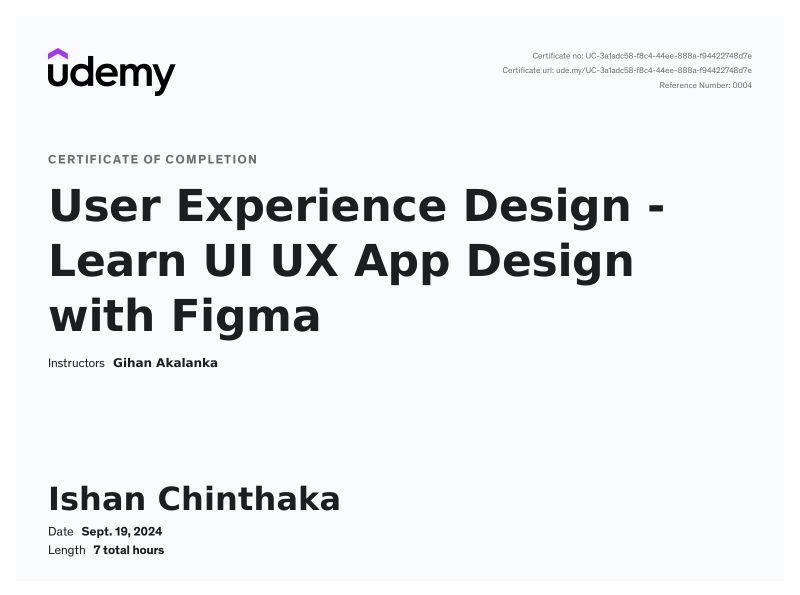 udemy
Certificate no: UC-3a1adc58-f8c4-44ee-888a-f94422748d7e
Certificate url: ude.my/UC-3a1adc58-f8c4-44ee-888a-f94422748d7e
Reference Number: 0004
CERTIFICATE OF COMPLETION
User Experience Design -
Learn UI UX App Design
with Figma
Instructors Gihan Akalanka
Ishan Chinthaka
Date Sept. 19, 2024
Length 7 total hours